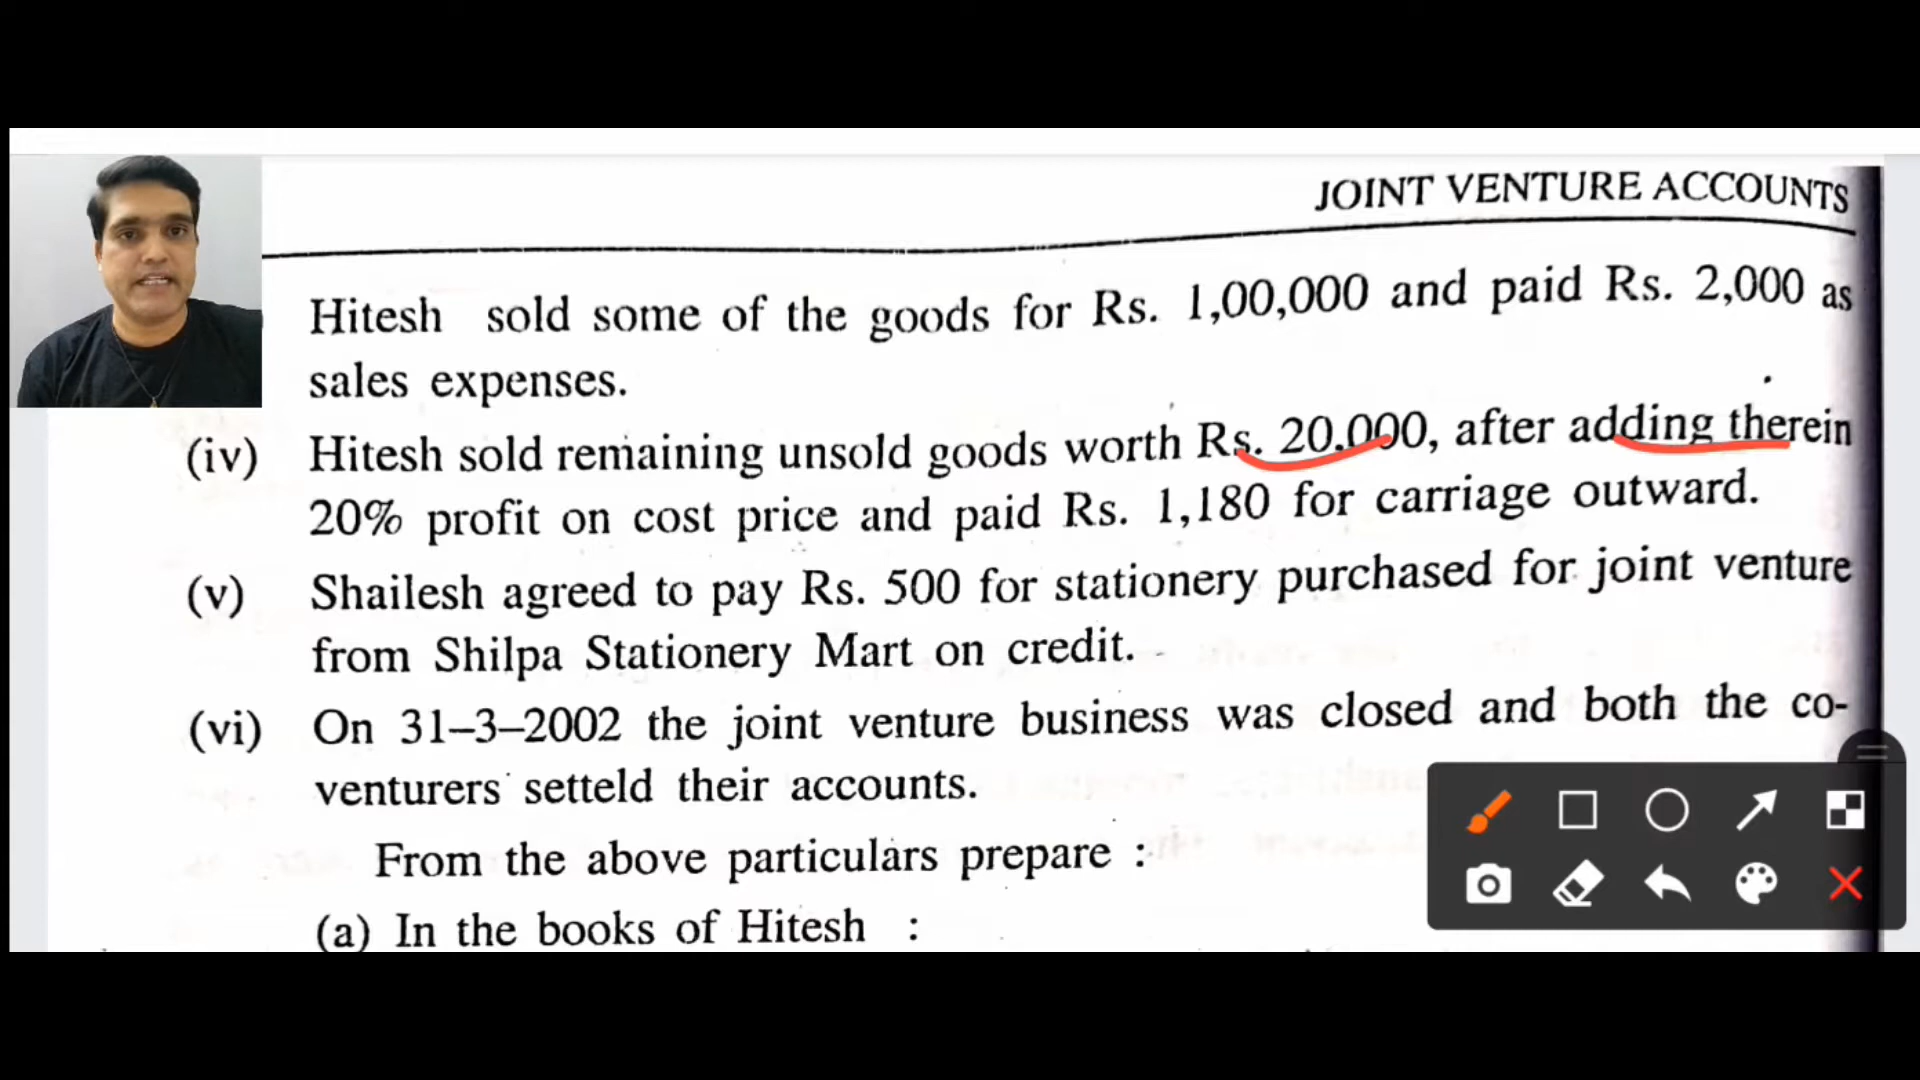 JOINT VENTURE ACCOUNTS
Hitesh sold some of the goods for Rs. 1,00,000 and paid Rs. 2,000 as
sales expenses.
(iv) Hitesh sold remaining unsold goods worth Rs. 20,000, after adding therein
20% profit on cost price and paid Rs. 1,180 for carriage outward.
(v) Shailesh agreed to pay Rs. 500 for stationery purchased for joint venture
from Shilpa Stationery Mart on credit.
(vi) On 31–3–2002 the joint venture business was closed and both the co-
venturers setteld their accounts.
From the above particulars prepare :
(a) In the books of Hitesh :